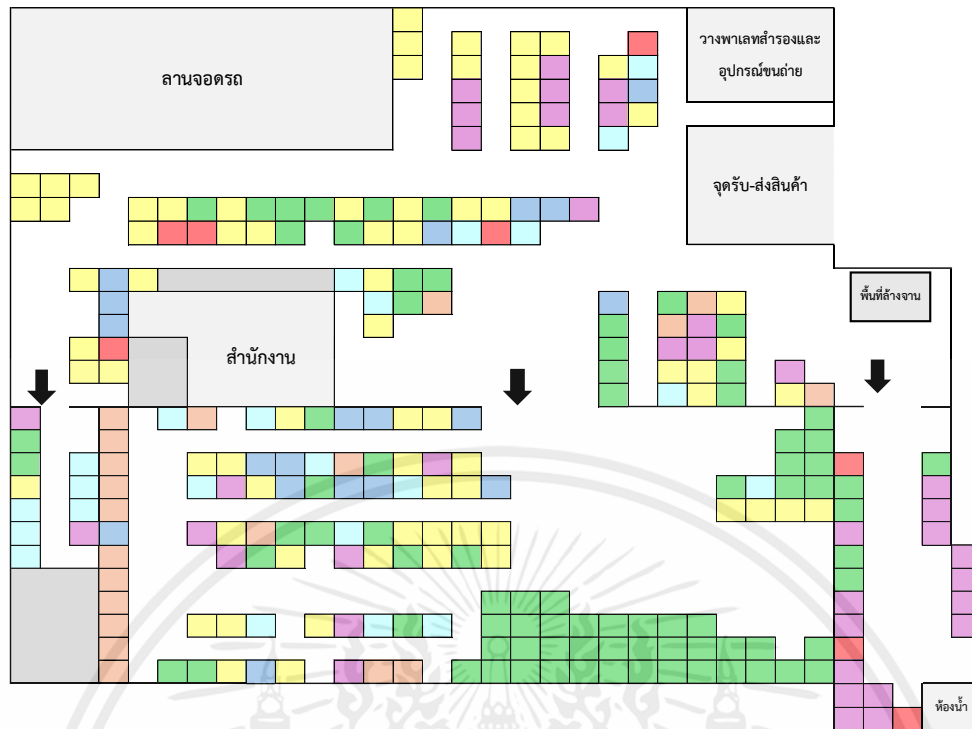 วางพาเลทสำรองและ
อุปกรณ์ขนถ่าย
ลานจอดรถ
จุดรับ-ส่งสินค้า
พื้นที่ล้างจาน
สำนักงาน
ห้องน้ำ